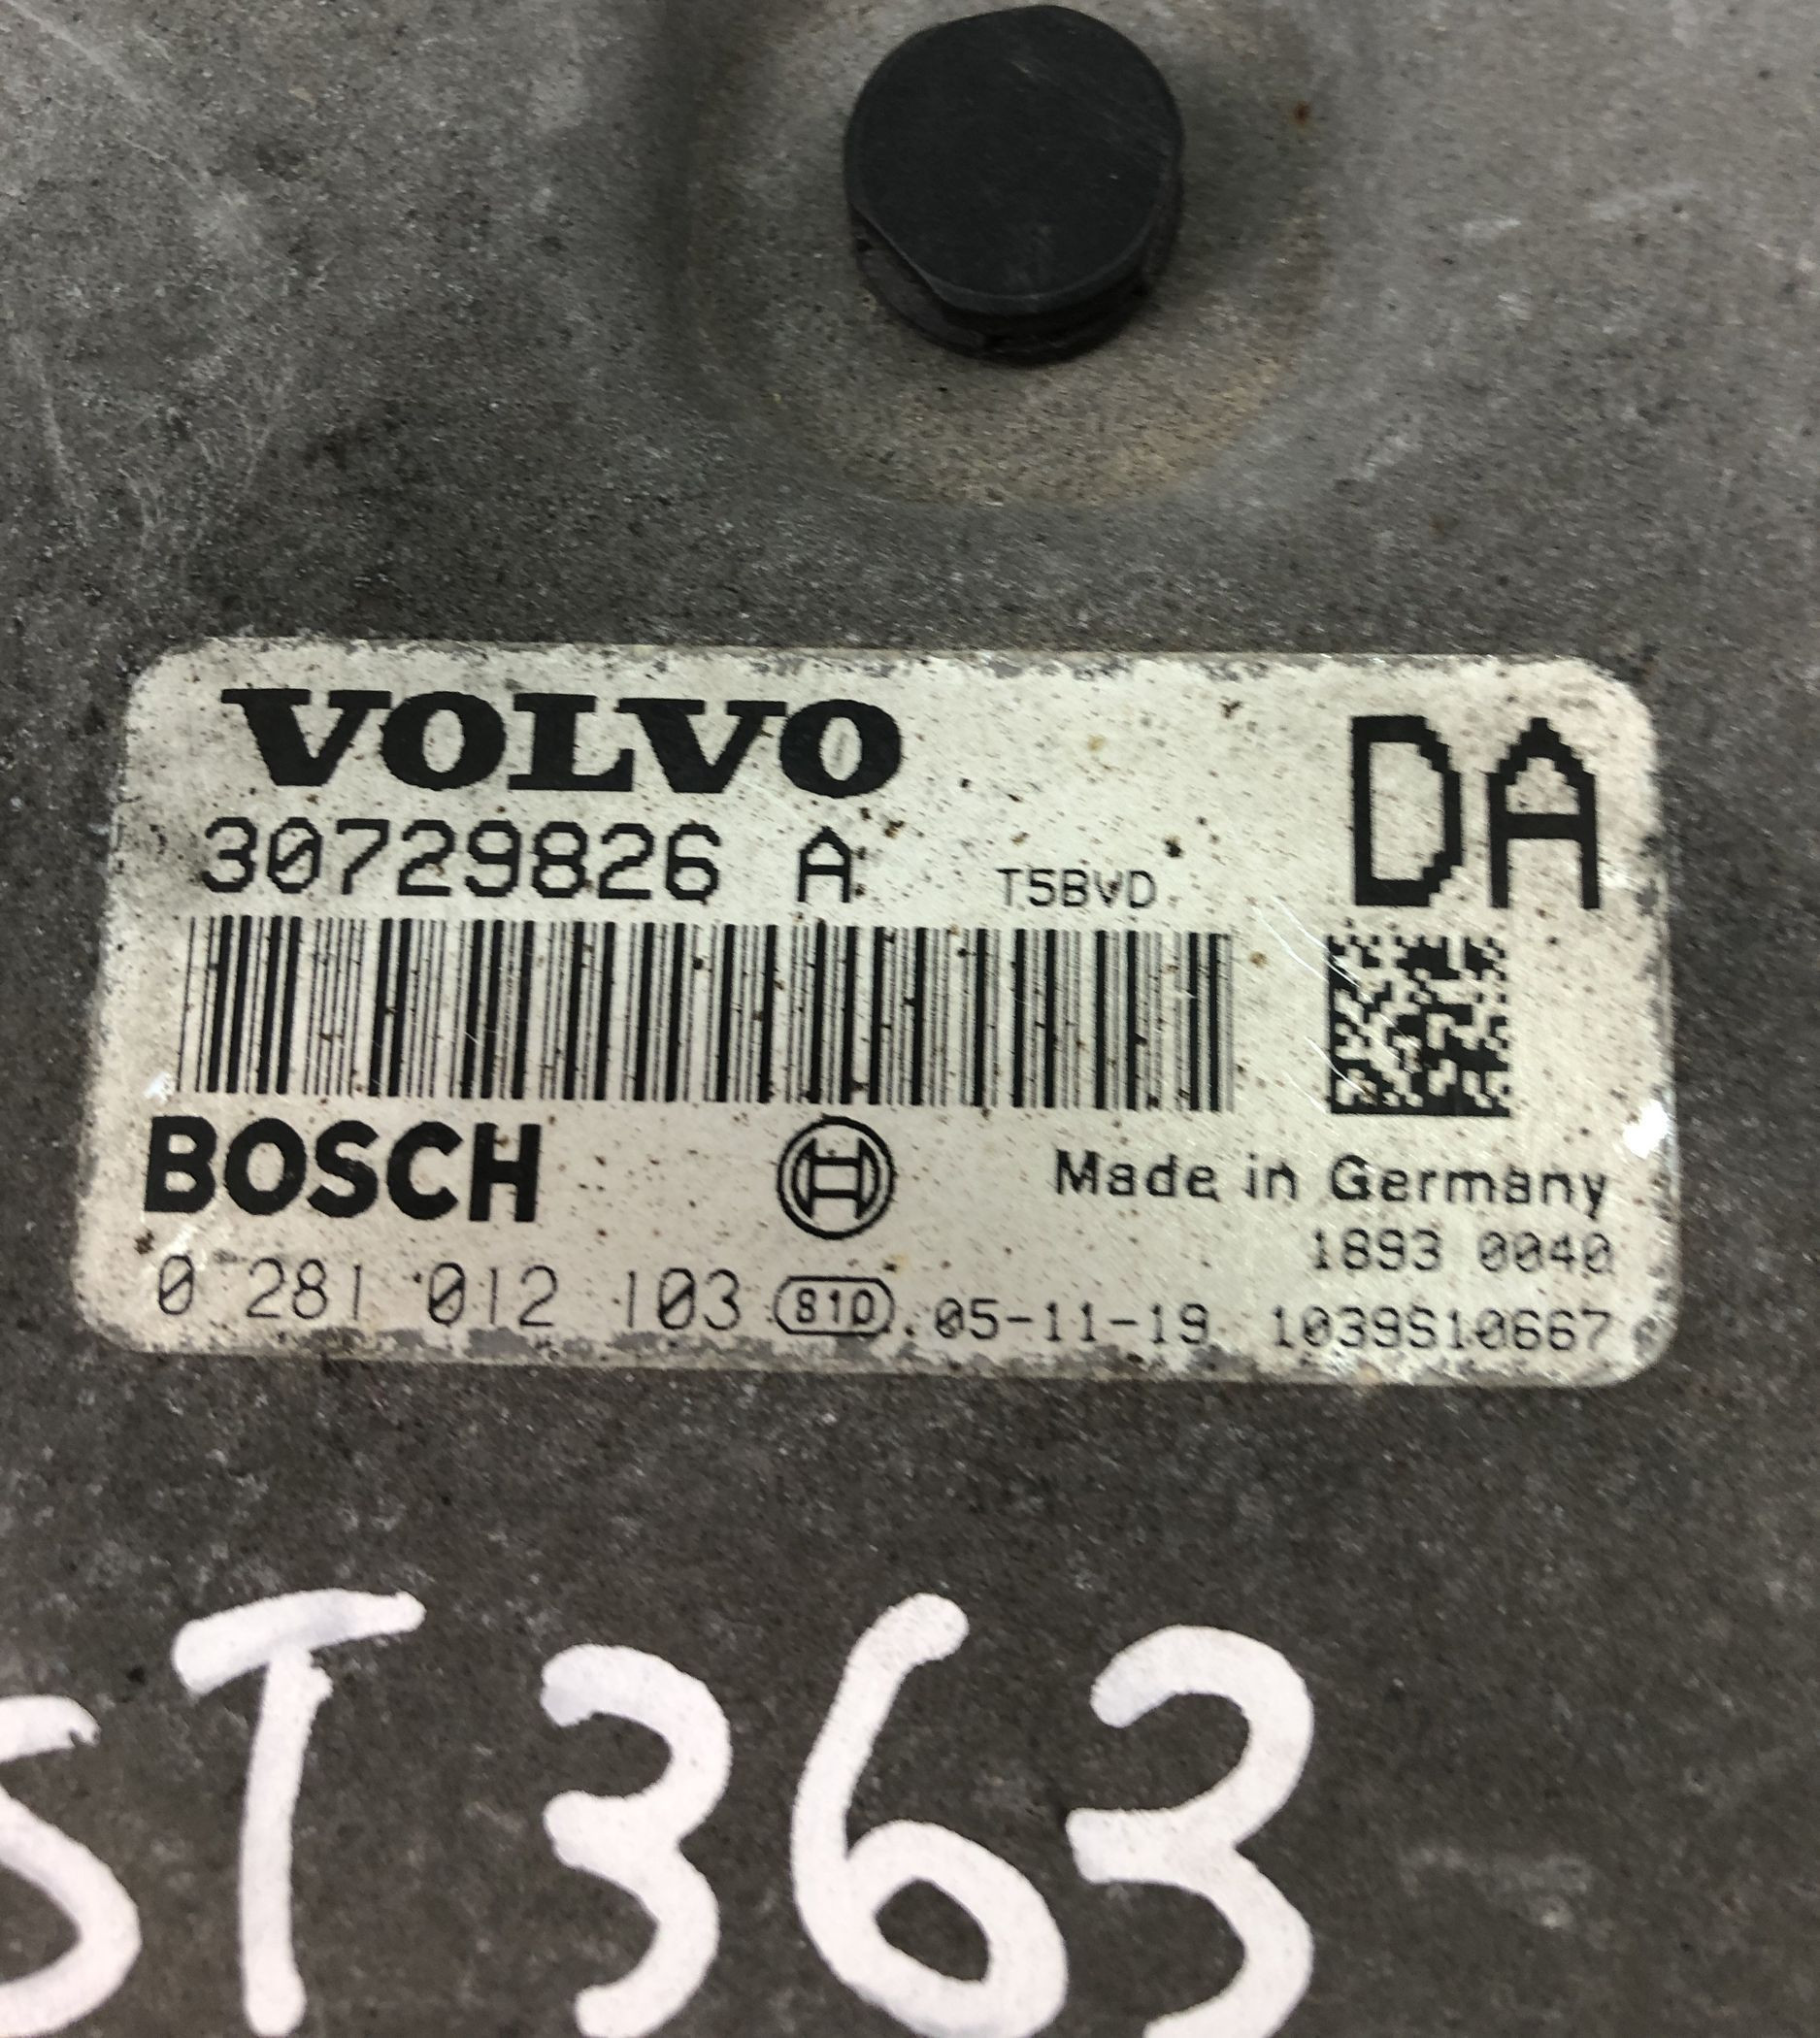 VOLVO
DA
30729826 A T5BVD
BOSCH
Made in Germany
1893 0040
0 281 012 103 810 05-11-19 1039S10667
ST363